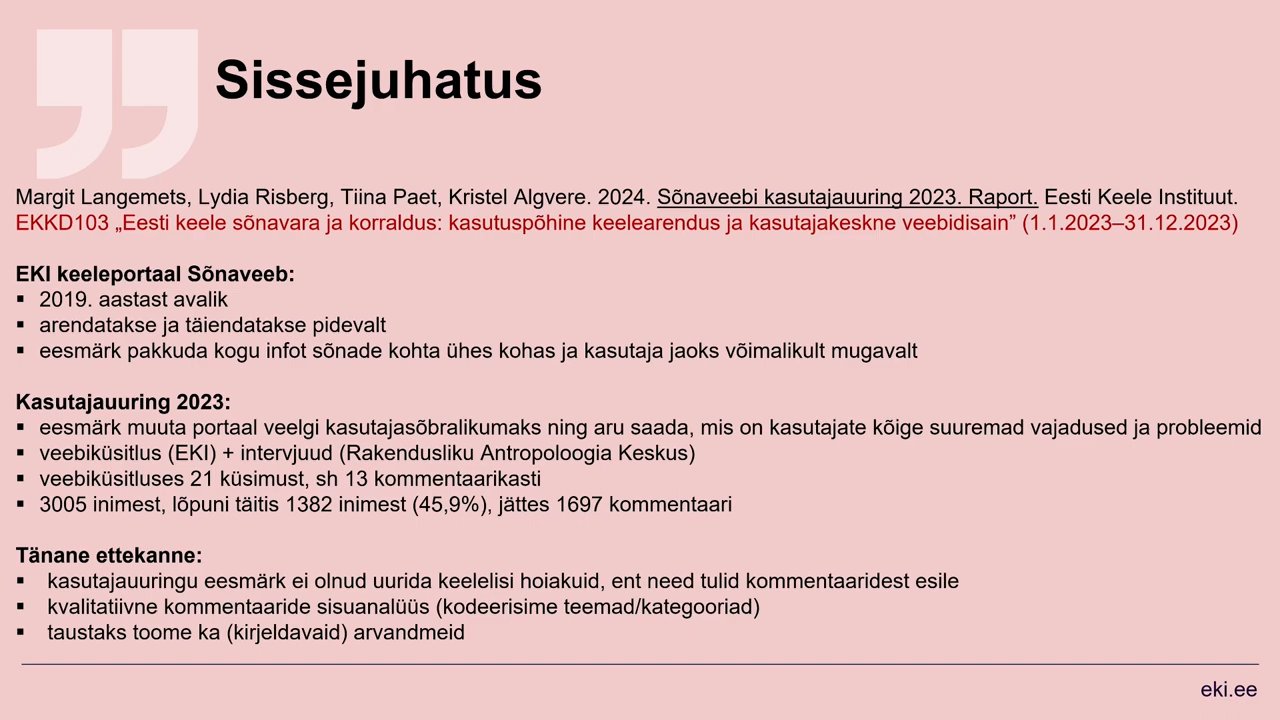 Sissejuhatus
Margit Langemets, Lydia Risberg, Tiina Paet, Kristel Algvere. 2024. Sõnaveebi kasutajauuring 2023. Raport. Eesti Keele Instituut.
EKKD103 „Eesti keele sõnavara ja korraldus: kasutuspõhine keelearendus ja kasutajakeskne veebidisain” (1.1.2023–31.12.2023)
EKI keeleportaal Sõnaveeb:
▪ 2019. aastast avalik
▪ arendatakse ja täiendatakse pidevalt
▪ eesmärk pakkuda kogu infot sõnade kohta ühes kohas ja kasutaja jaoks võimalikult mugavalt
Kasutajauuring 2023:
▪ eesmärk muuta portaal veelgi kasutajasõbralikumaks ning aru saada, mis on kasutajate kõige suuremad vajadused ja probleemid
▪ veebiküsitlus (EKI) + intervjuud (Rakendusliku Antropoloogia Keskus)
▪ veebiküsitluses 21 küsimust, sh 13 kommentaarikasti
▪ 3005 inimest, lõpuni täitis 1382 inimest (45,9%), jättes 1697 kommentaari
Tänane ettekanne:
▪ kasutajauuringu eesmärk ei olnud uurida keelelisi hoiakuid, ent need tulid kommentaaridest esile
▪ kvalitatiivne kommentaaride sisuanalüüs (kodeerisime teemad/kategooriad)
▪ taustaks toome ka (kirjeldavaid) arvandmeid
eki.ee